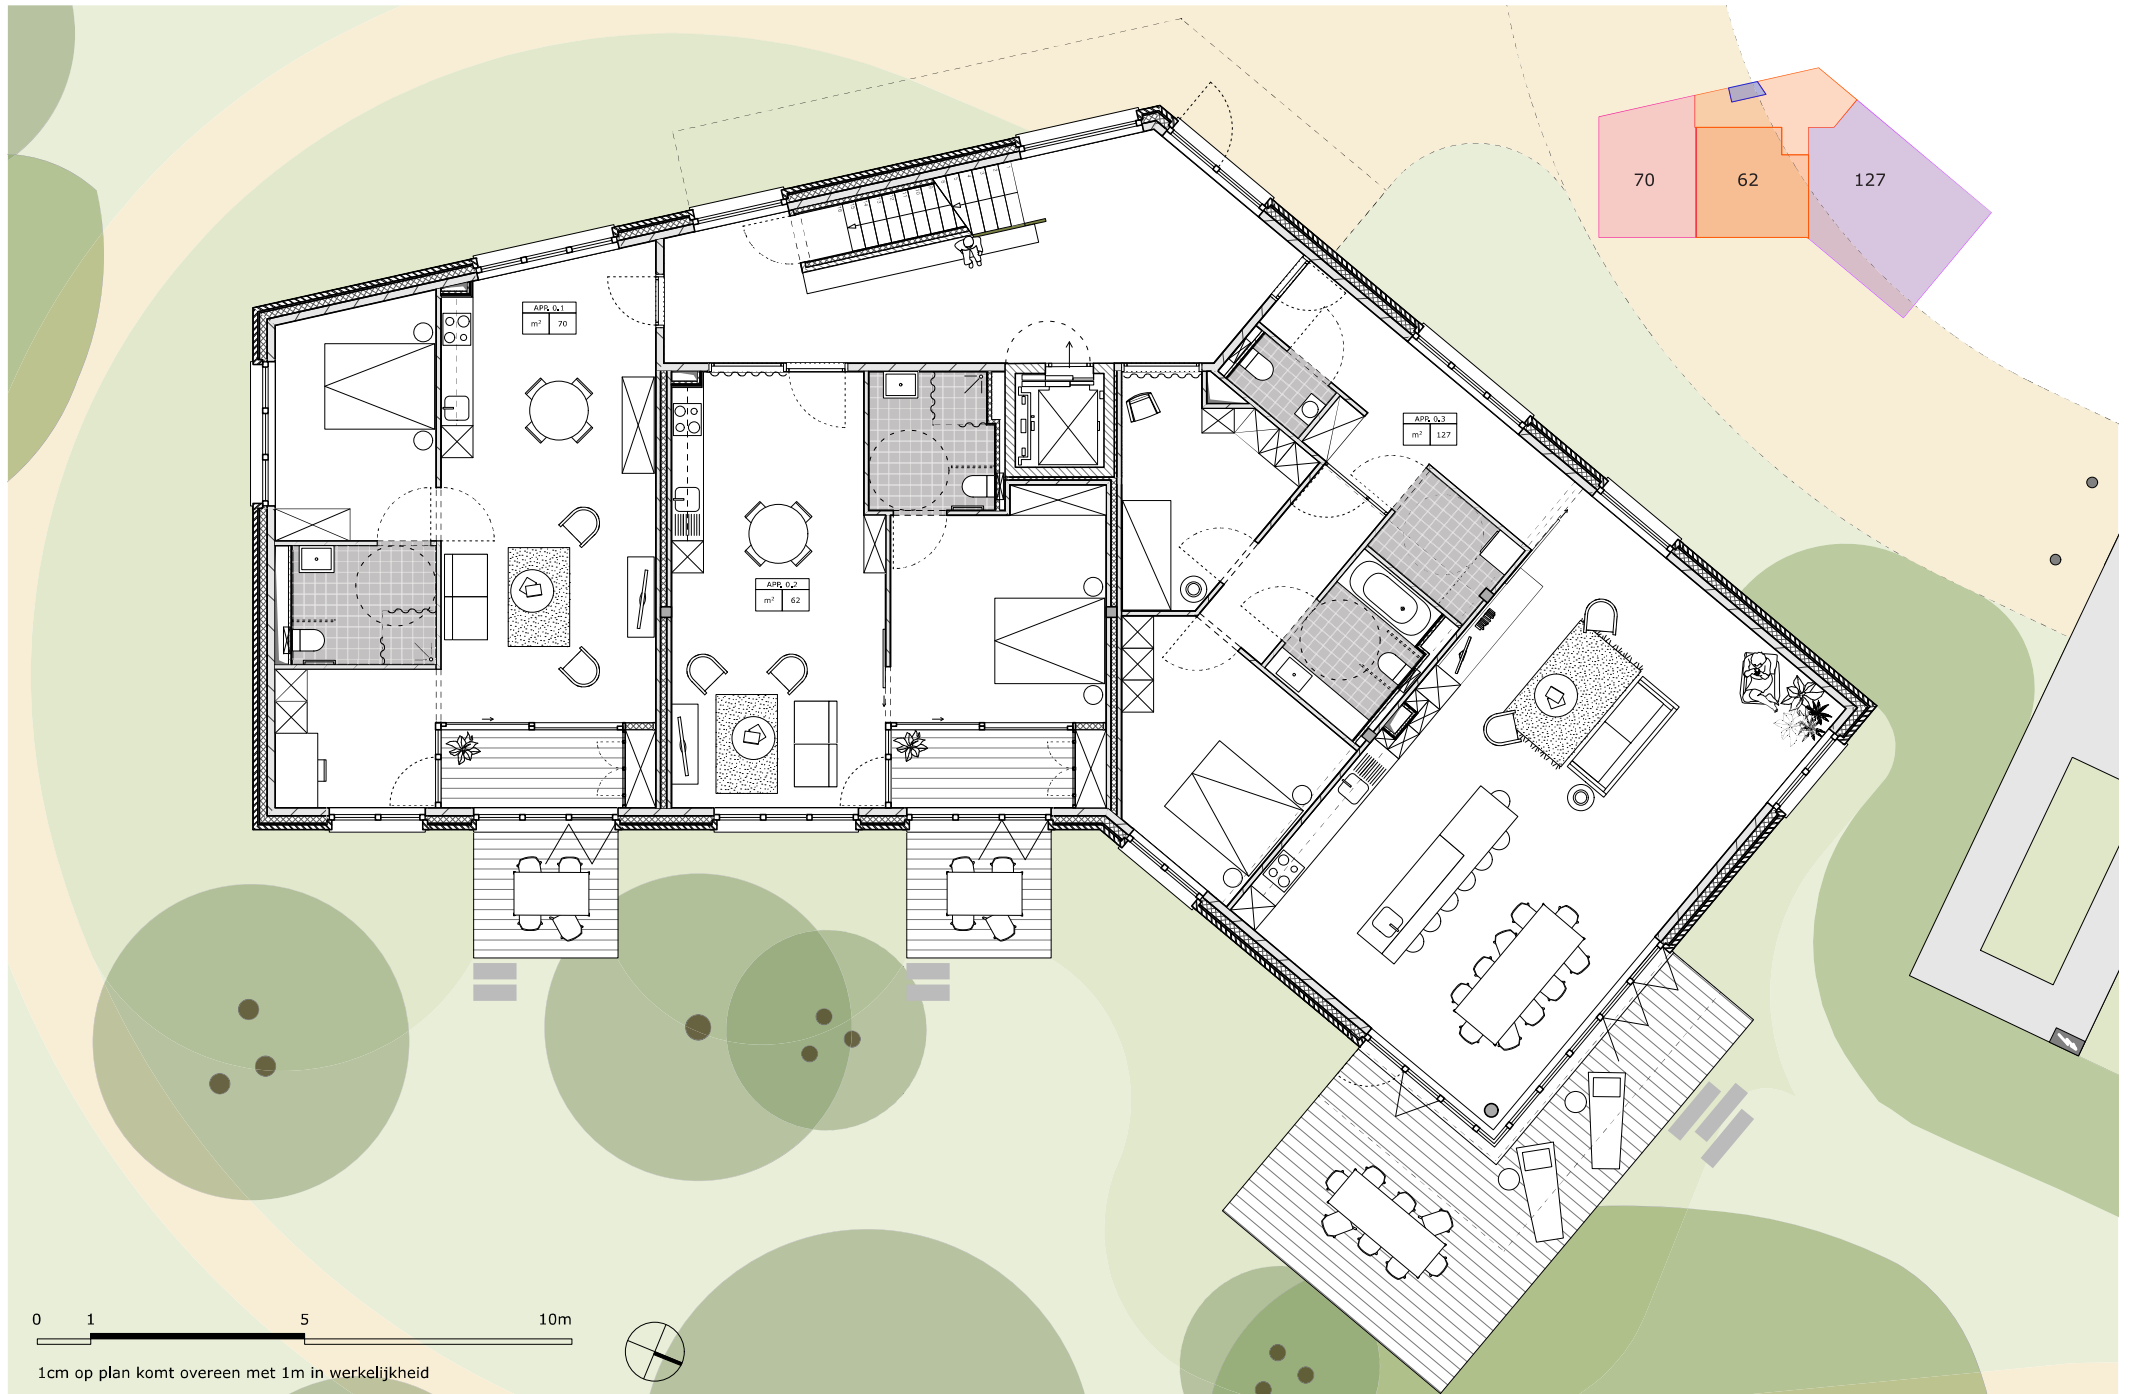 70
62
127
APP. 0.1
m² 70
APP. 0.3
m² 127
APP. 0.2
m² 62
0 1 5 10m
1cm op plan komt overeen met 1m in werkelijkheid